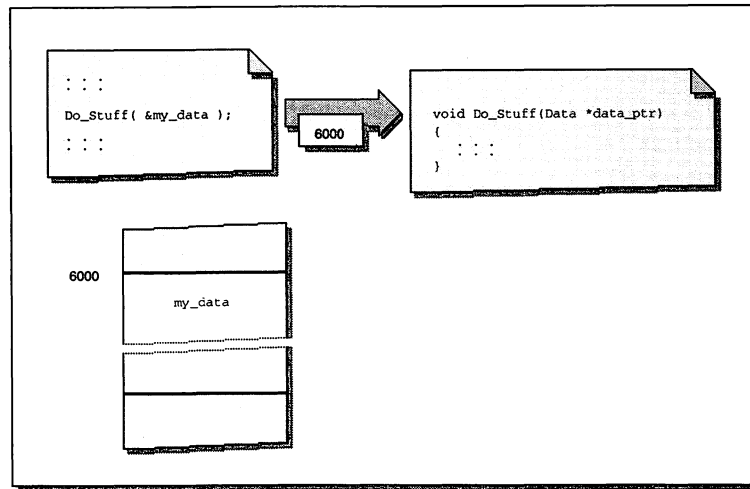 : : :
Do_Stuff( &my_data );
: : :
6000
void Do_Stuff(Data *data_ptr)
{
: : :
}
6000
my_data